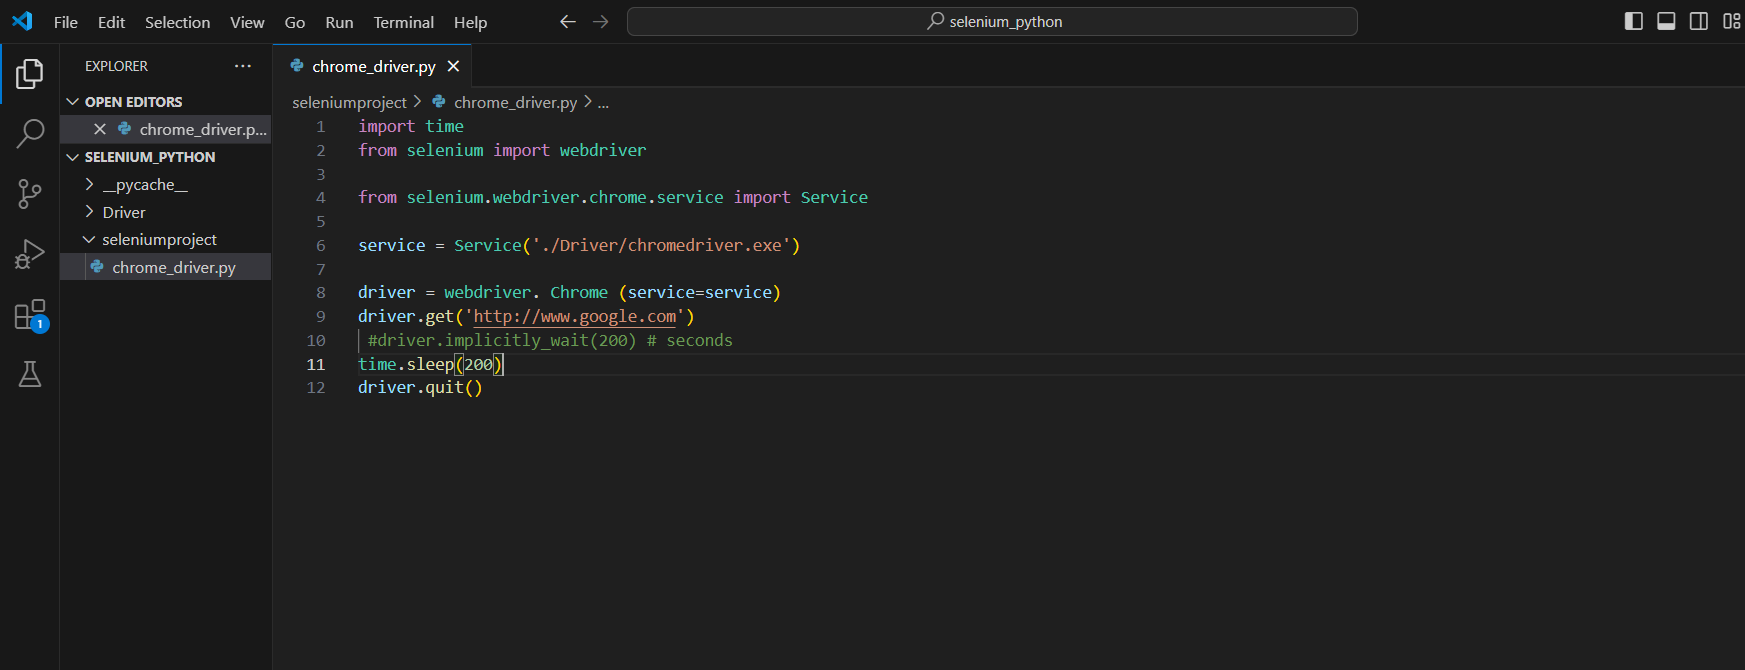 File Edit Selection View Go Run Terminal Help
selenium_python
EXPLORER
OPEN EDITORS
chrome_driver.p...
SELENIUM_PYTHON
__pycache__
Driver
seleniumproject
chrome_driver.py
1
chrome_driver.py
seleniumproject > chrome_driver.py > ...
1 import time
2 from selenium import webdriver
3
4 from selenium.webdriver.chrome.service import Service
5
6 service = Service('./Driver/chromedriver.exe')
7
8 driver = webdriver. Chrome (service=service)
9 driver.get('http://www.google.com')
10 #driver.implicitly_wait(200) # seconds
11 time.sleep(200)
12 driver.quit()